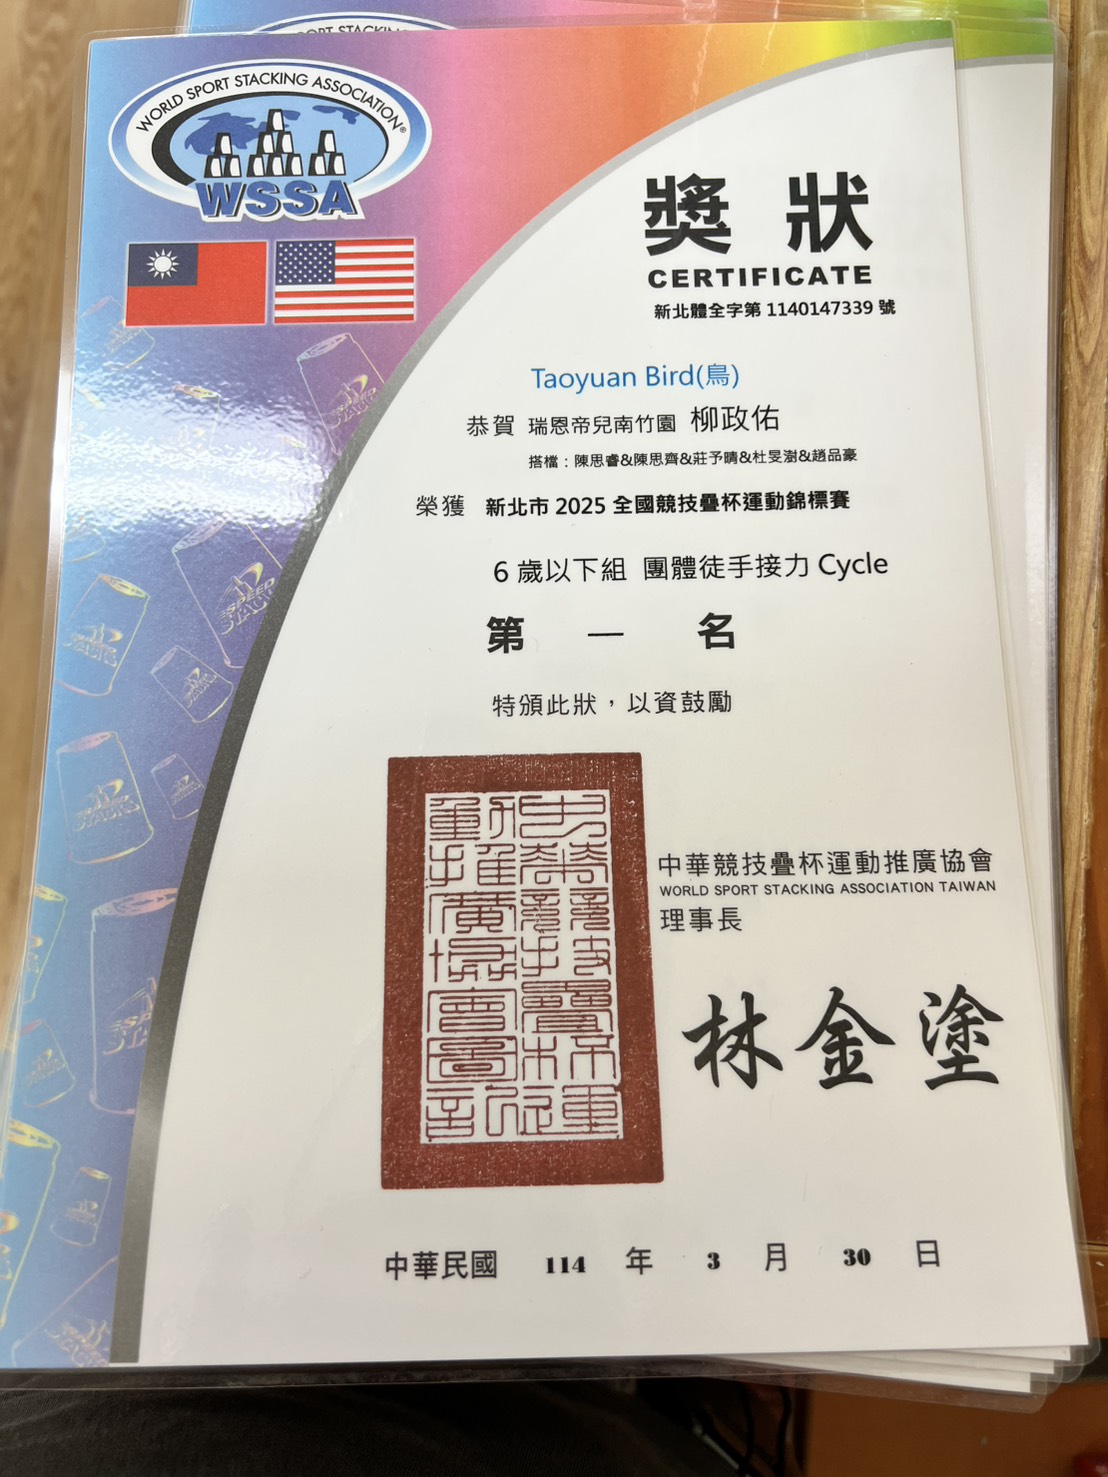 WORLD SPORT STACKING ASSOCIATION®
WSSA
獎狀
CERTIFICATE
新北體全字第 1140147339 號
Taoyuan Bird(鳥)
恭賀 瑞恩帝兒南竹園 柳政佑
搭檔：陳思睿&陳思齊&莊予晴&杜旻澍&趙品豪
榮獲 新北市 2025 全國競技疊杯運動錦標賽
6 歲以下組 團體徒手接力 Cycle
第 一 名
特頒此狀，以資鼓勵
中華競技疊杯運動推廣協會
WORLD SPORT STACKING ASSOCIATION TAIWAN
理事長
林金塗
中華民國 114 年 3 月 30 日